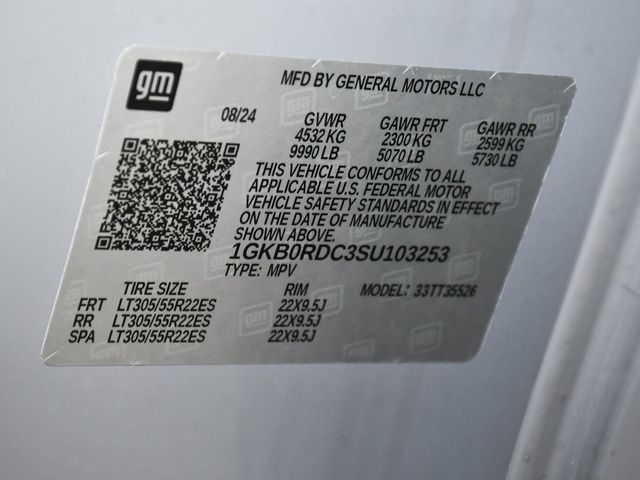 gm
MFD BY GENERAL MOTORS LLC
08/24 GVWR GAWR FRT GAWR RR
4532 KG 2300 KG 2599 KG
9990 LB 5070 LB 5730 LB
THIS VEHICLE CONFORMS TO ALL
APPLICABLE U.S. FEDERAL MOTOR
VEHICLE SAFETY STANDARDS IN EFFECT
ON THE DATE OF MANUFACTURE
SHOWN ABOVE.
1GKB0RDC3SU103253
TYPE: MPV
TIRE SIZE RIM MODEL: 33TT35526
FRT LT305/55R22ES 22X9.5J
RR LT305/55R22ES 22X9.5J
SPA LT305/55R22ES 22X9.5J